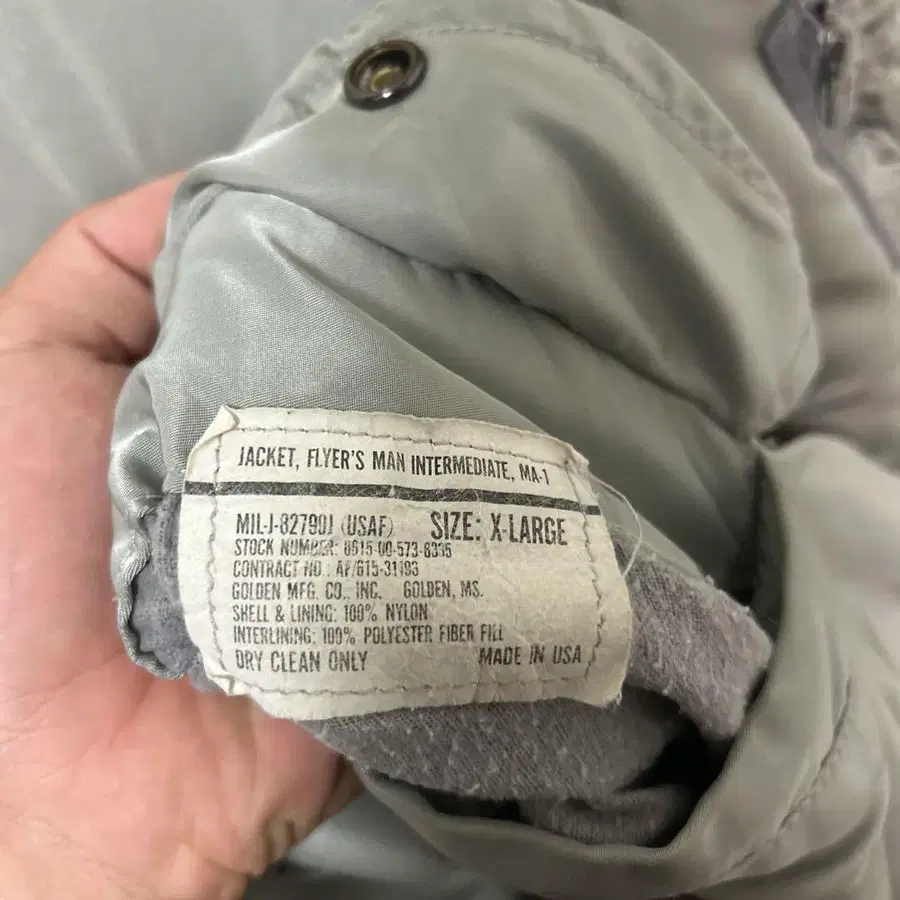 JACKET, FLYER'S MAN INTERMEDIATE, MA-1
MIL-J-82790J (USAF) SIZE: X-LARGE
STOCK NUMBER: 8615-00-573-8335
CONTRACT NO: AF/615-31193
GOLDEN MFG. CO., INC. GOLDEN, MS.
SHELL & LINING: 100% NYLON
INTERLINING: 100% POLYESTER FIBER FILL
DRY CLEAN ONLY MADE IN USA